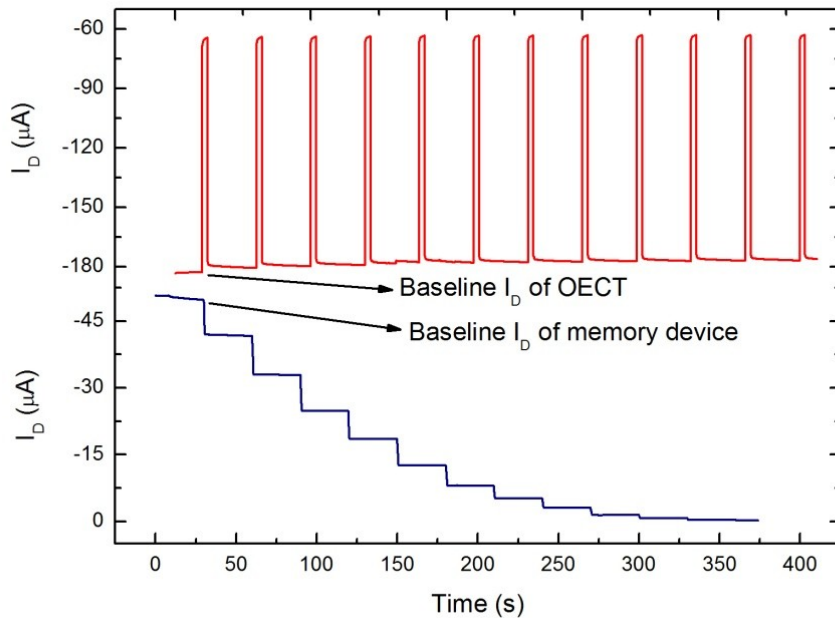 -60
-90
-120
-150
-180
I_D (μA)
Baseline I_D of OECT
Baseline I_D of memory device
-45
-30
-15
0
I_D (μA)
0 50 100 150 200 250 300 350 400
Time (s)